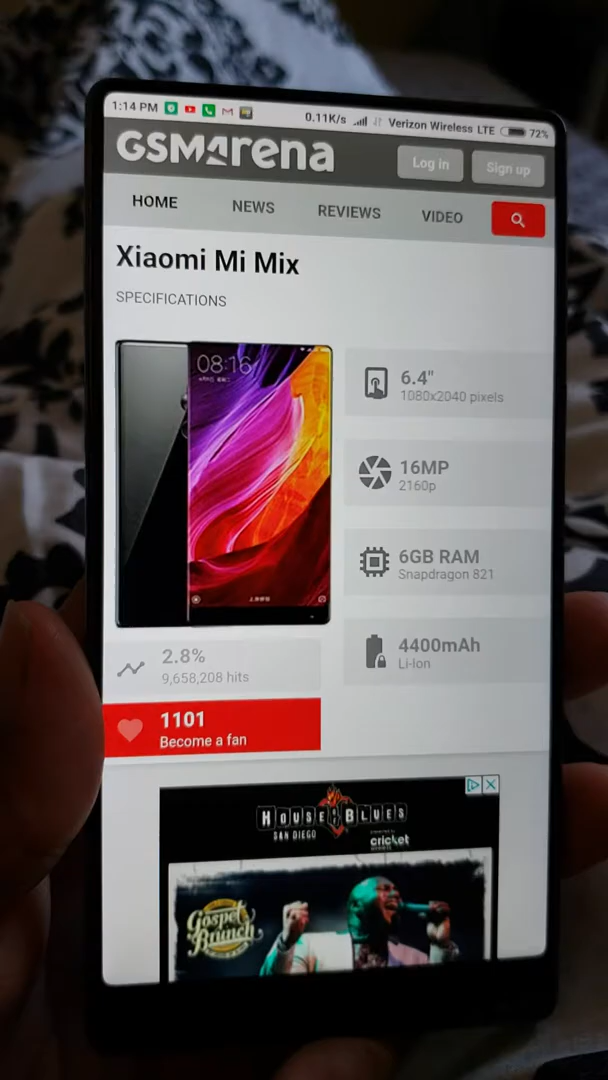 1:14 PM 0.11K/s Verizon Wireless LTE 72%
GSMArena
Log in Sign up
HOME NEWS REVIEWS VIDEO
Xiaomi Mi Mix
SPECIFICATIONS
08:16
6.4"
1080x2040 pixels
16MP
2160p
6GB RAM
Snapdragon 821
4400mAh
Li-Ion
2.8%
9,658,208 hits
1101
Become a fan
HOUSE OF BLUES
SAN DIEGO
cricket
Gospel
Brunch